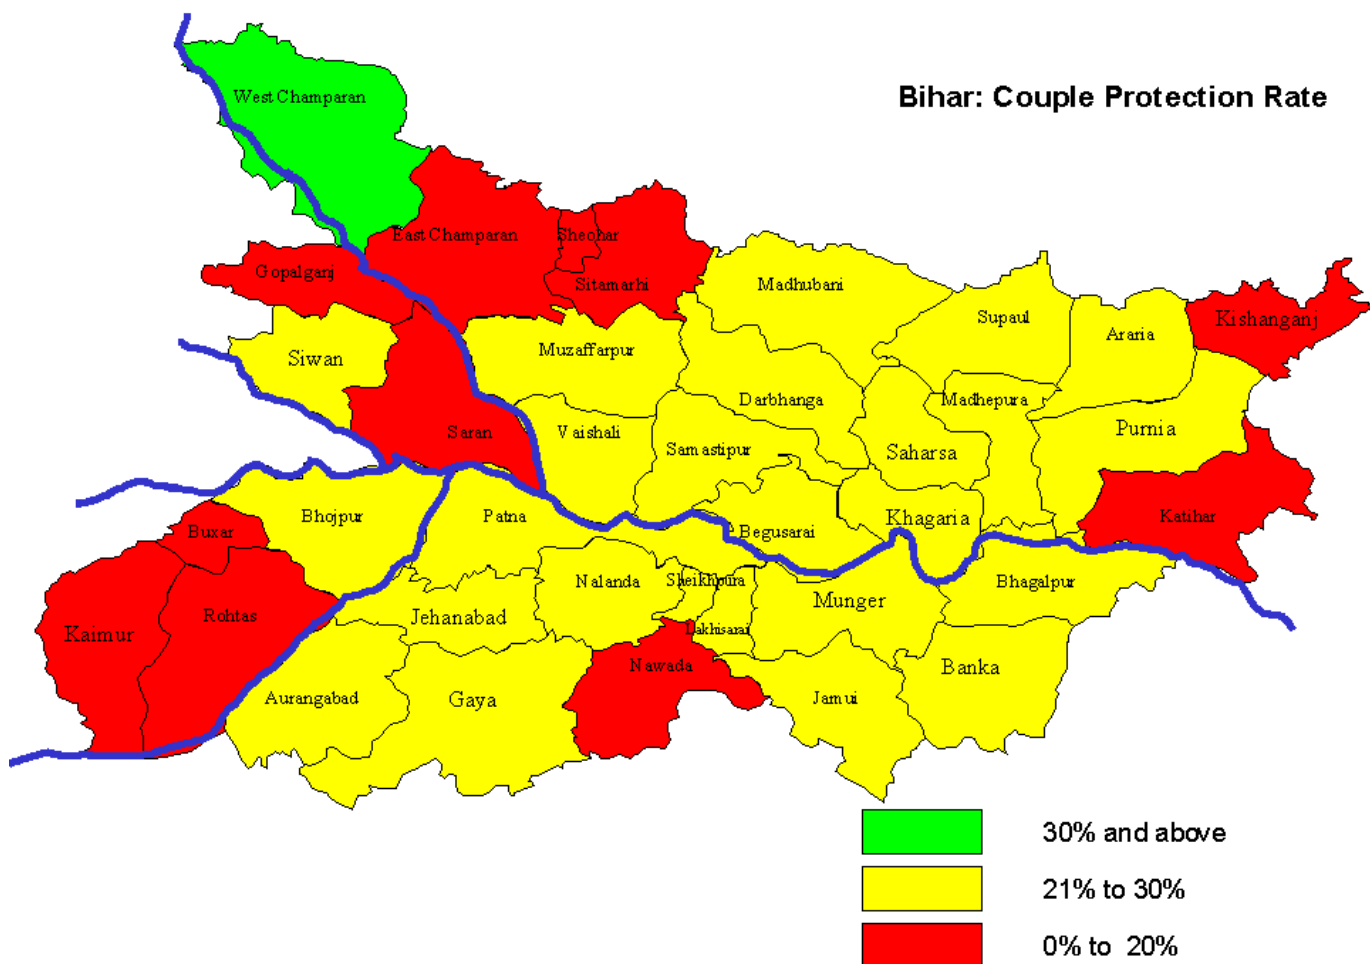 West Champaran
Bihar: Couple Protection Rate
East Champaran
Sheohar
Gopalganj
Sitamarhi
Madhubani
Supaul
Kishanganj
Araria
Siwan
Muzaffarpur
Darbhanga
Madhepura
Saran
Vaishali
Purnia
Samastipur
Saharsa
Bhojpur
Patna
Khagaria
Katihar
Buxar
Begusarai
Nalanda
Sheikhpura
Bhagalpur
Munger
Rohtas
Jehanabad
Kaimur
Lakhisarai
Nawada
Banka
Aurangabad
Gaya
Jamui
30% and above
21% to 30%
0% to 20%